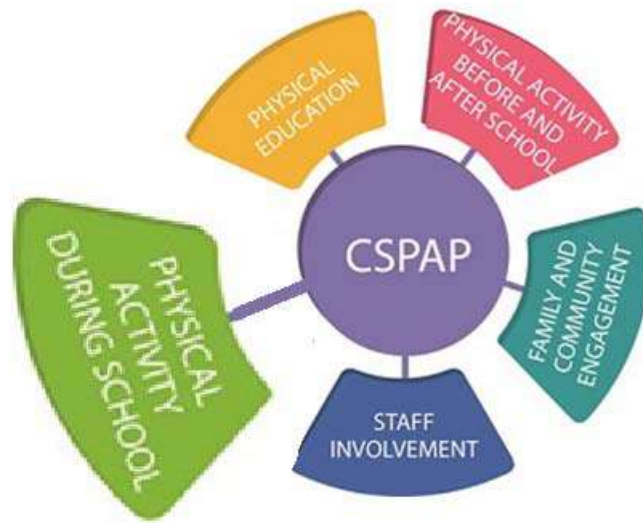 PHYSICAL
EDUCATION
PHYSICAL ACTIVITY
BEFORE AND
AFTER SCHOOL
CSPAP
PHYSICAL
ACTIVITY
DURING SCHOOL
FAMILY AND
COMMUNITY
ENGAGEMENT
STAFF
INVOLVEMENT